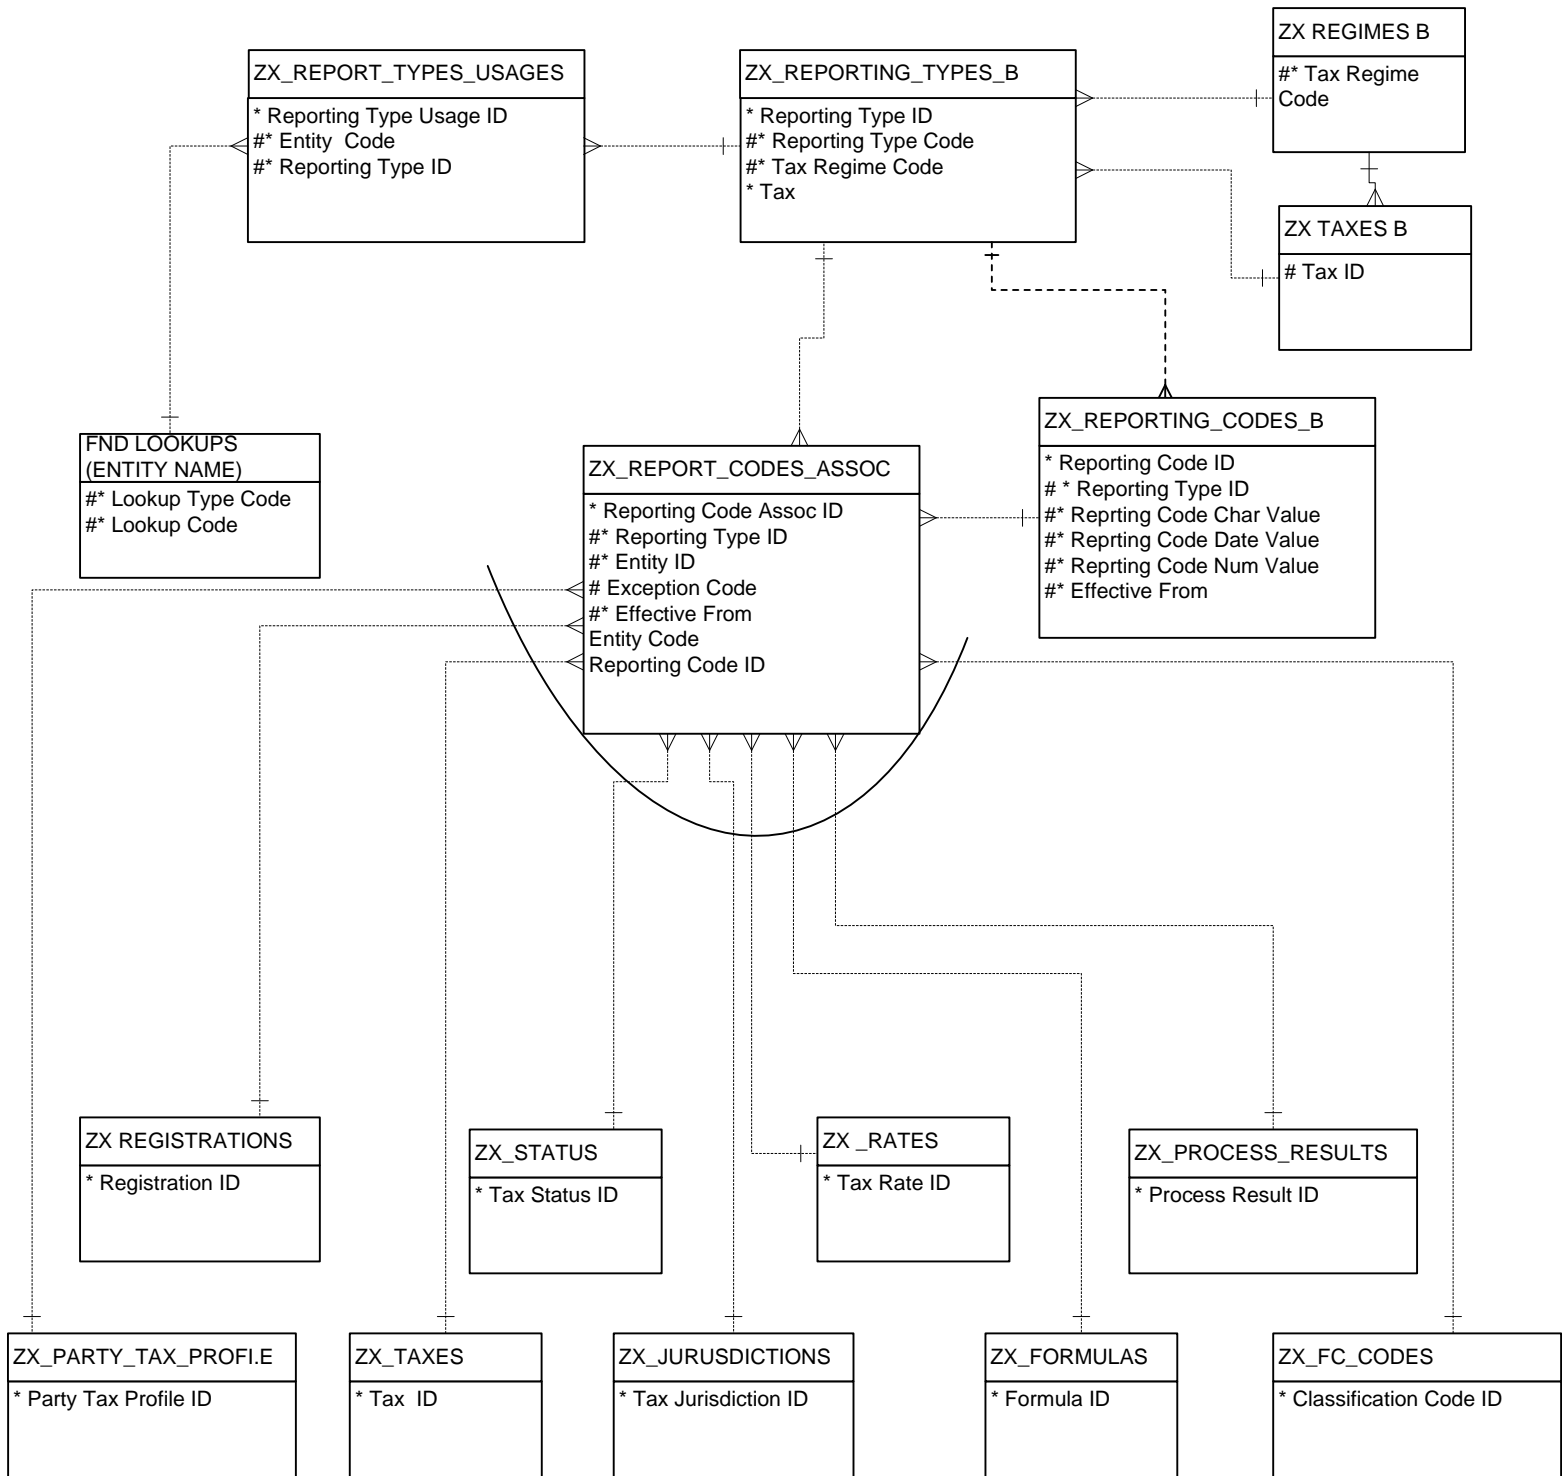 ZX_REPORT_TYPES_USAGES
* Reporting Type Usage ID
#* Entity  Code
#* Reporting Type ID
ZX_REPORTING_TYPES_B
* Reporting Type ID
#* Reporting Type Code
#* Tax Regime Code
* Tax
ZX REGIMES B
#* Tax Regime
Code
ZX TAXES B
# Tax ID
FND LOOKUPS
(ENTITY NAME)
#* Lookup Type Code
#* Lookup Code
ZX_REPORT_CODES_ASSOC
* Reporting Code Assoc ID
#* Reporting Type ID
#* Entity ID
# Exception Code
#* Effective From
Entity Code
Reporting Code ID
ZX_REPORTING_CODES_B
* Reporting Code ID
# * Reporting Type ID
#* Reprting Code Char Value
#* Reprting Code Date Value
#* Reprting Code Num Value
#* Effective From
ZX REGISTRATIONS
* Registration ID
ZX_STATUS
* Tax Status ID
ZX _RATES
* Tax Rate ID
ZX_PROCESS_RESULTS
* Process Result ID
ZX_PARTY_TAX_PROFI.E
* Party Tax Profile ID
ZX_TAXES
* Tax  ID
ZX_JURUSDICTIONS
* Tax Jurisdiction ID
ZX_FORMULAS
* Formula ID
ZX_FC_CODES
* Classification Code ID